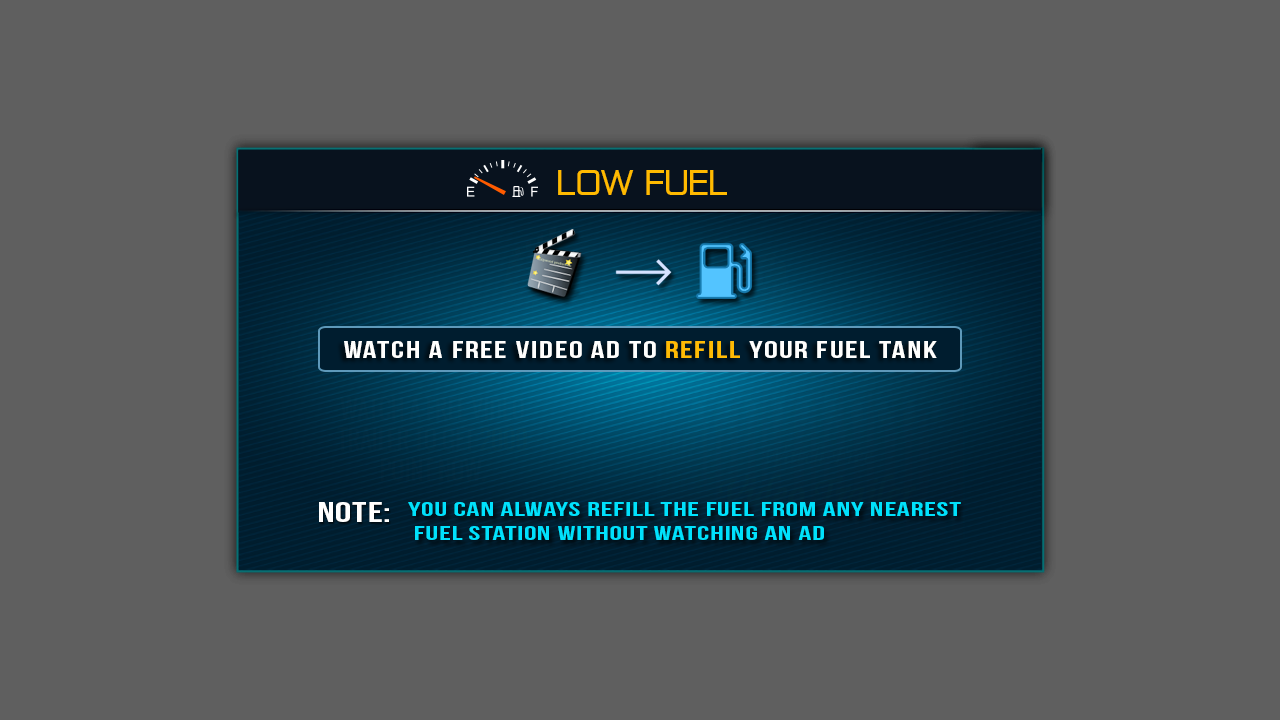 E F LOW FUEL
WATCH A FREE VIDEO AD TO REFILL YOUR FUEL TANK
NOTE: YOU CAN ALWAYS REFILL THE FUEL FROM ANY NEAREST
FUEL STATION WITHOUT WATCHING AN AD